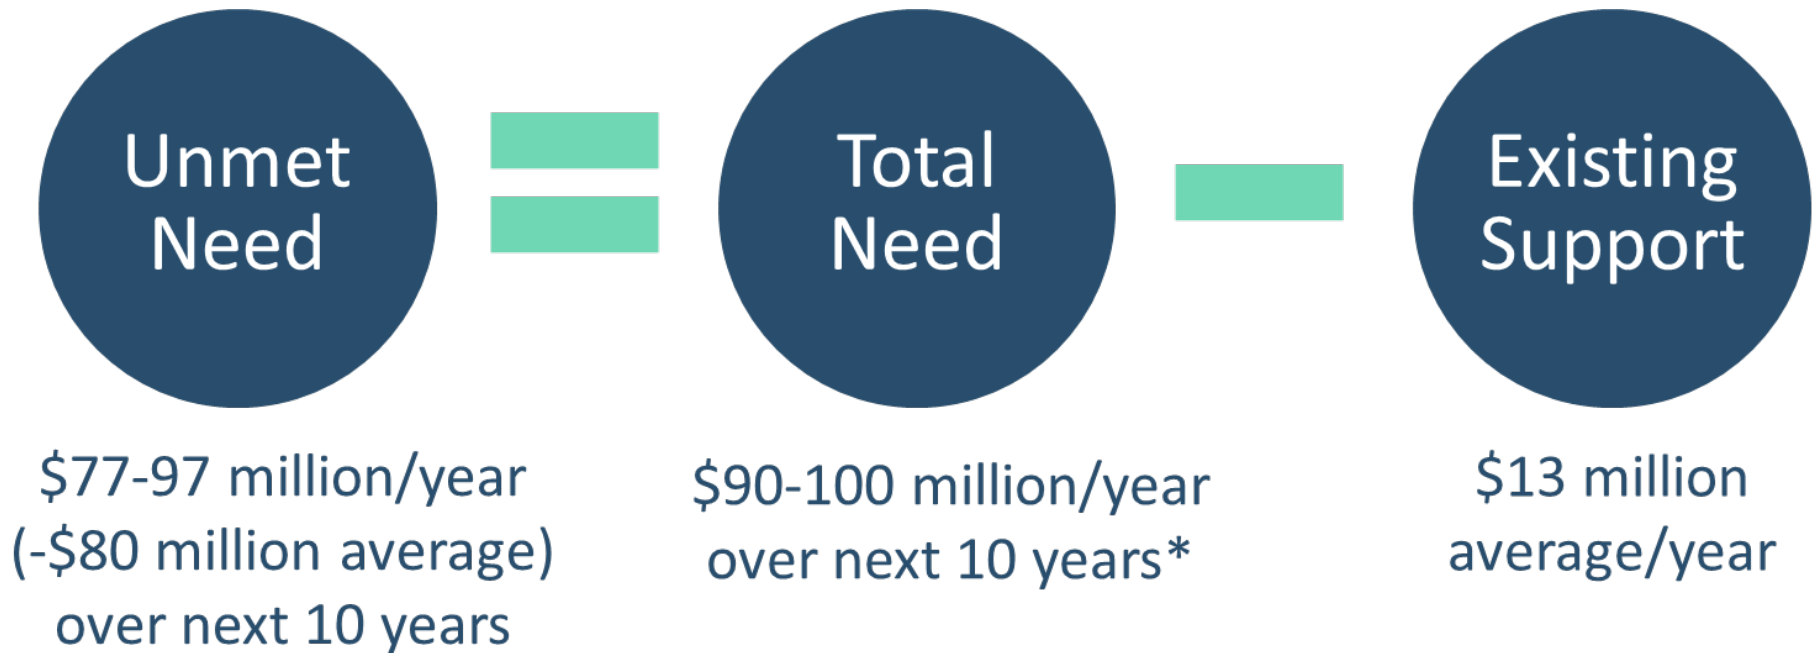 Unmet
Need
Total
Need
Existing
Support
$77-97 million/year
(-$80 million average)
over next 10 years
$90-100 million/year
over next 10 years*
$13 million
average/year